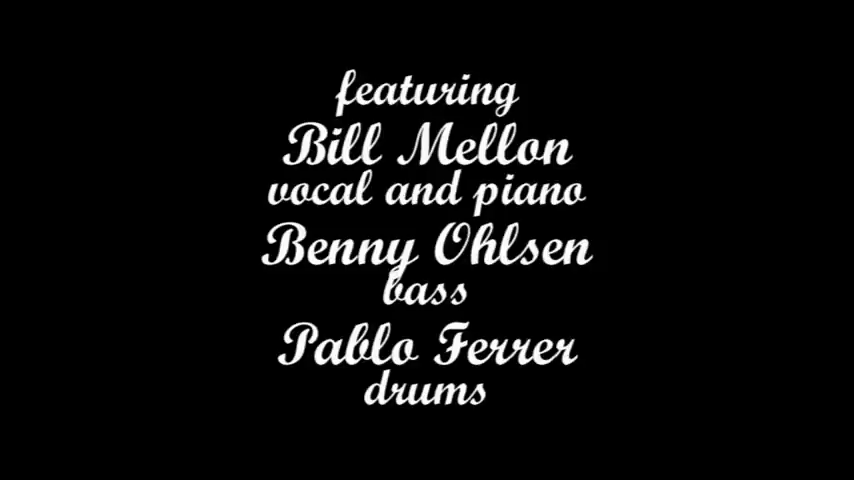 featuring
Bill Mellon
vocal and piano
Benny Ohlsen
bass
Pablo Ferrer
drums